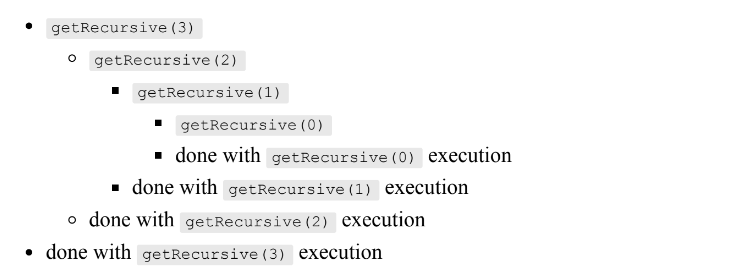 getRecursive(3)
getRecursive(2)
getRecursive(1)
getRecursive(0)
done with getRecursive(0) execution
done with getRecursive(1) execution
done with getRecursive(2) execution
done with getRecursive(3) execution